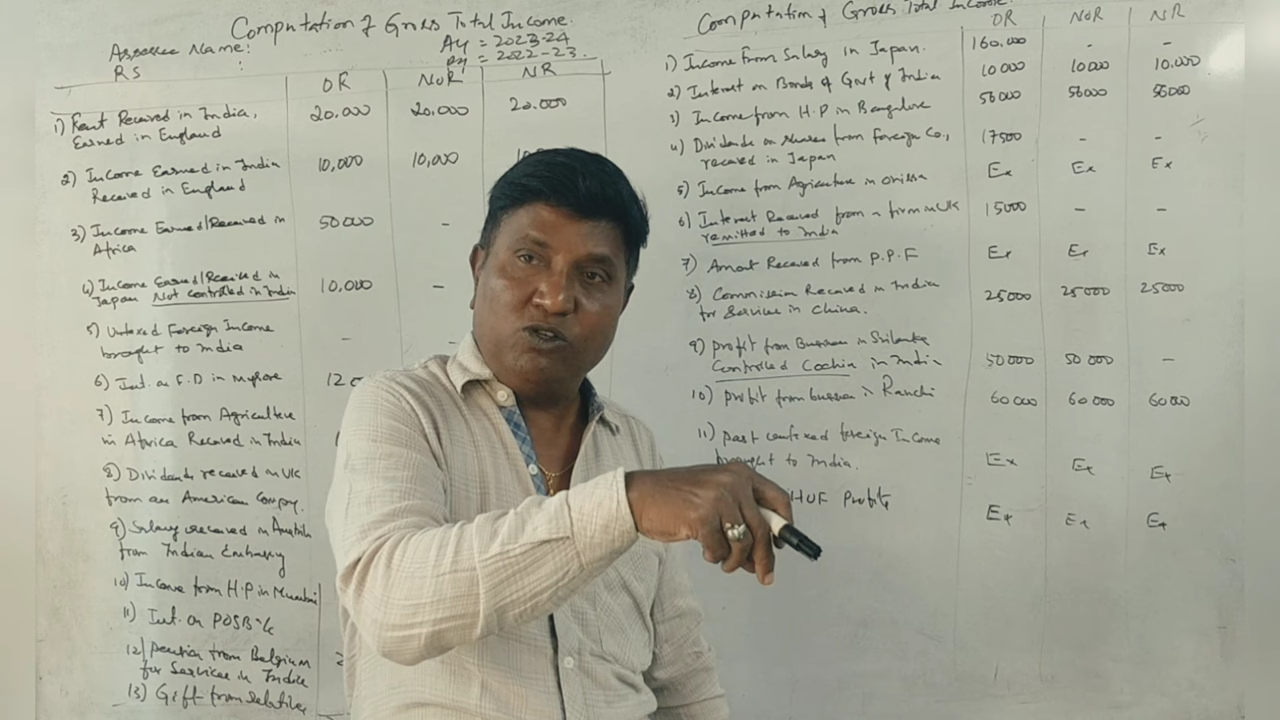 Computation of Gross Total Income.
Assessee Name:
RS :
AY = 2023-24
PY = 2022-23.
OR NOR NR
1) Rent Received in India, 20,000 20,000 20,000
Earned in England
2) Income Earned in India 10,000 10,000
Received in England
3) Income Earned/Received in 50000 -
Africa
4) Income Earned/Received in 10,000 -
Japan Not controlled in India
5) Untaxed Foreign Income - -
brought to India
6) Int. on F.D in Mysore
7) Income from Agriculture
in Africa Received in India
8) Dividends received in UK
from an American Company.
9) Salary received in
from Indian Embassy
10) Income from H.P in Mumbai
11) Int. on POSB
12) Pension from Belgium
for Services in India
13) Gift from relative
Computation of Gross Total Income
OR NOR NR
1) Income from Salary in Japan. 160,000 - -
2) Interest on Bonds of Govt of India 10000 10000 10.000
3) Income from H.P in Bangalore 56000 56000 56000
4) Dividends on shares from foreign Co., 17500 - -
received in Japan
5) Income from Agriculture in Orissa Ex Ex Ex
6) Interest Received from a firm in UK 15000 - -
remitted to India
7) Amount Received from P.P.F Ex Ex Ex
8) Commission Received in India 25000 25000 25000
for Service in China.
9) profit from Business in Srilanka
Controlled Cochin in India 50000 50000 -
10) profit from business in Ranchi 60000 60000 60000
11) past untaxed foreign Income
brought to India. Ex Ex Ex
HUF Profits Ex Ex Ex